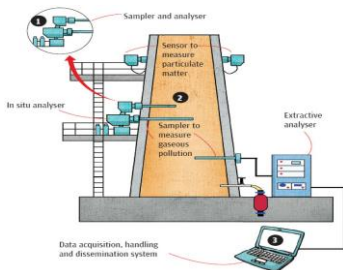 1
Sampler and analyser
Sensor to
measure
particulate
matter
In situ analyser
2
Sampler to
measure
gaseous
pollution
Extractive
analyser
Data acquisition, handling
and dissemination system
3